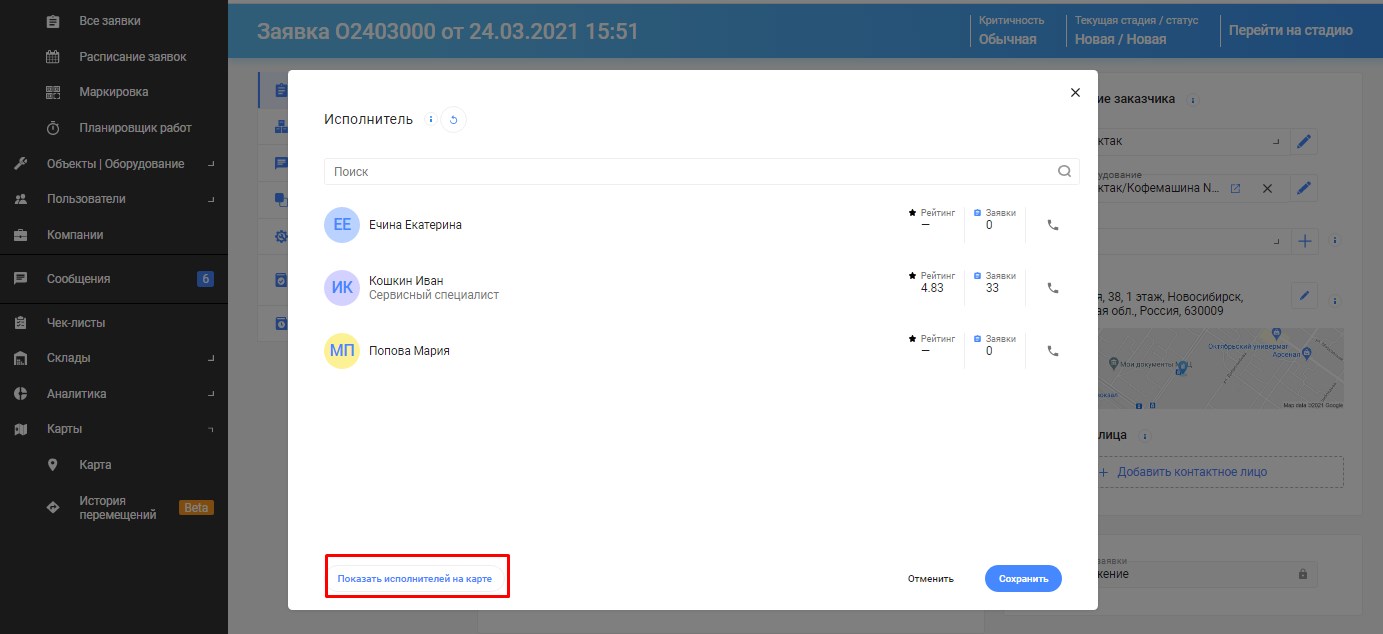 Все заявки
Расписание заявок
Маркировка
Планировщик работ
Объекты | Оборудование
Пользователи
Компании
Сообщения
6
Чек-листы
Склады
Аналитика
Карты
Карта
История
перемещений
Beta
Заявка O2403000 от 24.03.2021 15:51
Критичность
Обычная
Текущая стадия / статус
Новая / Новая
Перейти на стадию
Исполнитель
Поиск
ЕЕ
Ечина Екатерина
Рейтинг
—
Заявки
0
ИК
Кошкин Иван
Сервисный специалист
Рейтинг
4.83
Заявки
33
МП
Попова Мария
Рейтинг
—
Заявки
0
Показать исполнителей на карте
Отменить
Сохранить
ие заказчика
ктак
удование
ктак/Кофемашина N...
я, 38, 1 этаж, Новосибирск,
ая обл., Россия, 630009
Октябрьский универмаг
Арсенал
Мои документы
Map data ©2021 Google
лица
+ Добавить контактное лицо
заявки
жение